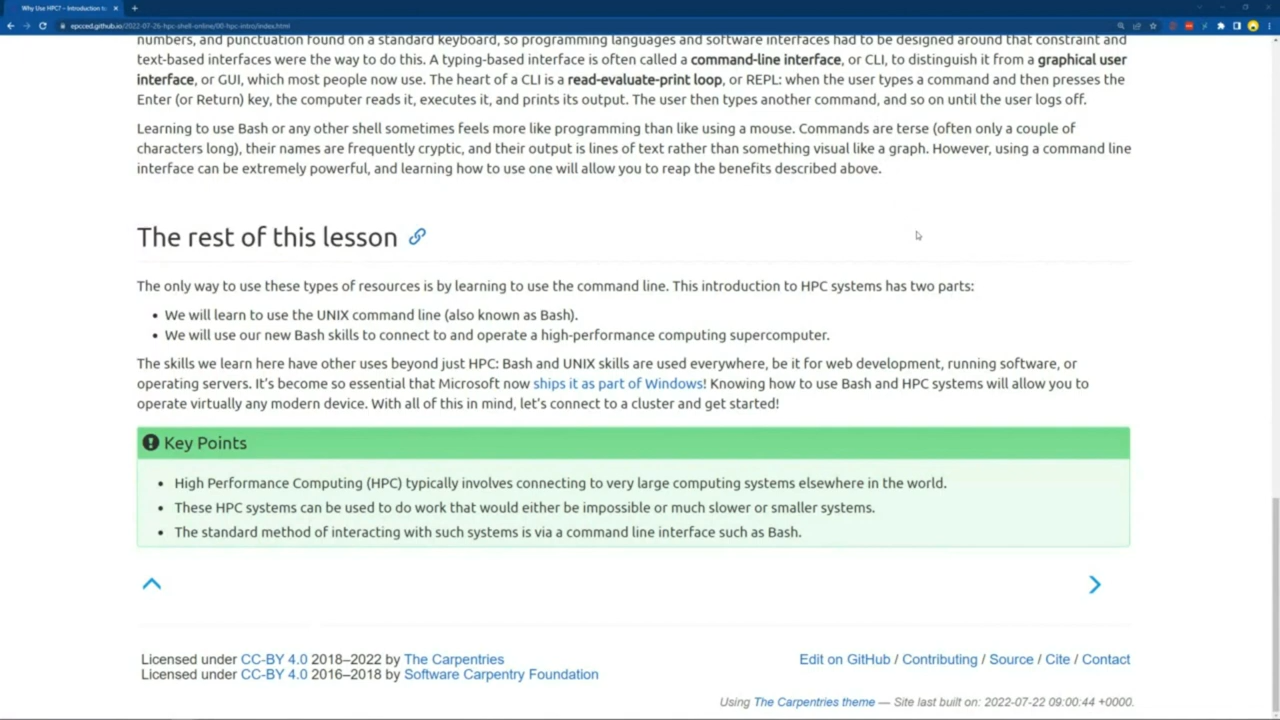 Why Use HPC? – Introduction to
epcced.github.io/2022-07-26-hpc-shell-online/00-hpc-intro/index.html
numbers, and punctuation found on a standard keyboard, so programming languages and software interfaces had to be designed around that constraint and
text-based interfaces were the way to do this. A typing-based interface is often called a command-line interface, or CLI, to distinguish it from a graphical user
interface, or GUI, which most people now use. The heart of a CLI is a read-evaluate-print loop, or REPL: when the user types a command and then presses the
Enter (or Return) key, the computer reads it, executes it, and prints its output. The user then types another command, and so on until the user logs off.
Learning to use Bash or any other shell sometimes feels more like programming than like using a mouse. Commands are terse (often only a couple of
characters long), their names are frequently cryptic, and their output is lines of text rather than something visual like a graph. However, using a command line
interface can be extremely powerful, and learning how to use one will allow you to reap the benefits described above.
The rest of this lesson
The only way to use these types of resources is by learning to use the command line. This introduction to HPC systems has two parts:
• We will learn to use the UNIX command line (also known as Bash).
• We will use our new Bash skills to connect to and operate a high-performance computing supercomputer.
The skills we learn here have other uses beyond just HPC: Bash and UNIX skills are used everywhere, be it for web development, running software, or
operating servers. It's become so essential that Microsoft now ships it as part of Windows! Knowing how to use Bash and HPC systems will allow you to
operate virtually any modern device. With all of this in mind, let's connect to a cluster and get started!
Key Points
• High Performance Computing (HPC) typically involves connecting to very large computing systems elsewhere in the world.
• These HPC systems can be used to do work that would either be impossible or much slower or smaller systems.
• The standard method of interacting with such systems is via a command line interface such as Bash.
Licensed under CC-BY 4.0 2018–2022 by The Carpentries
Licensed under CC-BY 4.0 2016–2018 by Software Carpentry Foundation
Edit on GitHub / Contributing / Source / Cite / Contact
Using The Carpentries theme — Site last built on: 2022-07-22 09:00:44 +0000.